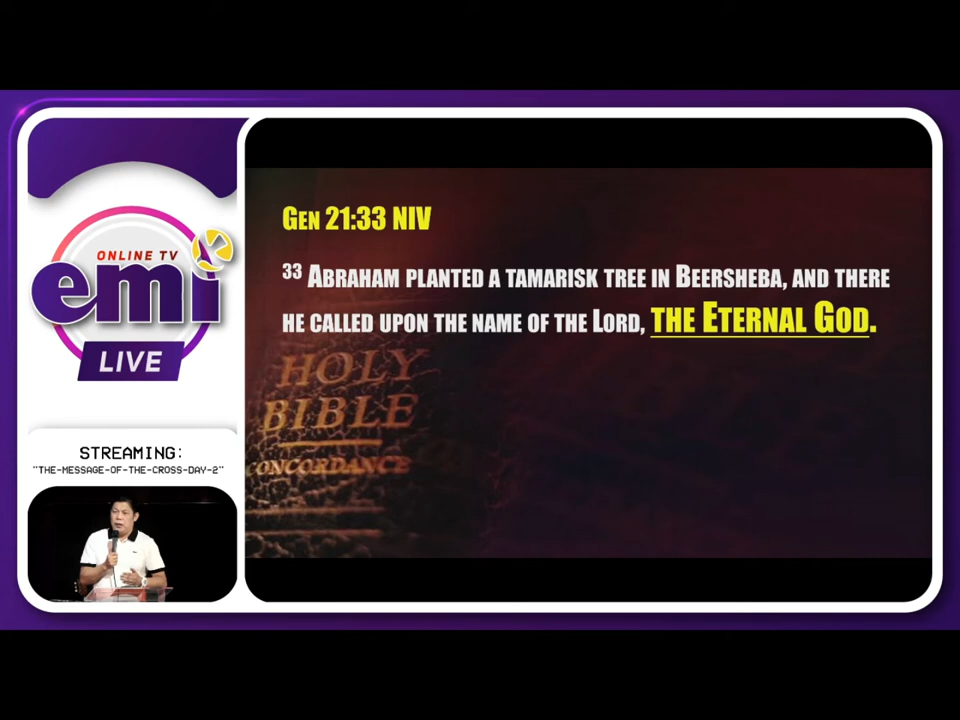 ONLINE TV
emi
LIVE
STREAMING:
"THE-MESSAGE-OF-THE-CROSS-DAY-2"
GEN 21:33 NIV
33 ABRAHAM PLANTED A TAMARISK TREE IN BEERSHEBA, AND THERE
HE CALLED UPON THE NAME OF THE LORD, THE ETERNAL GOD.
HOLY
BIBLE
CONCORDANCE